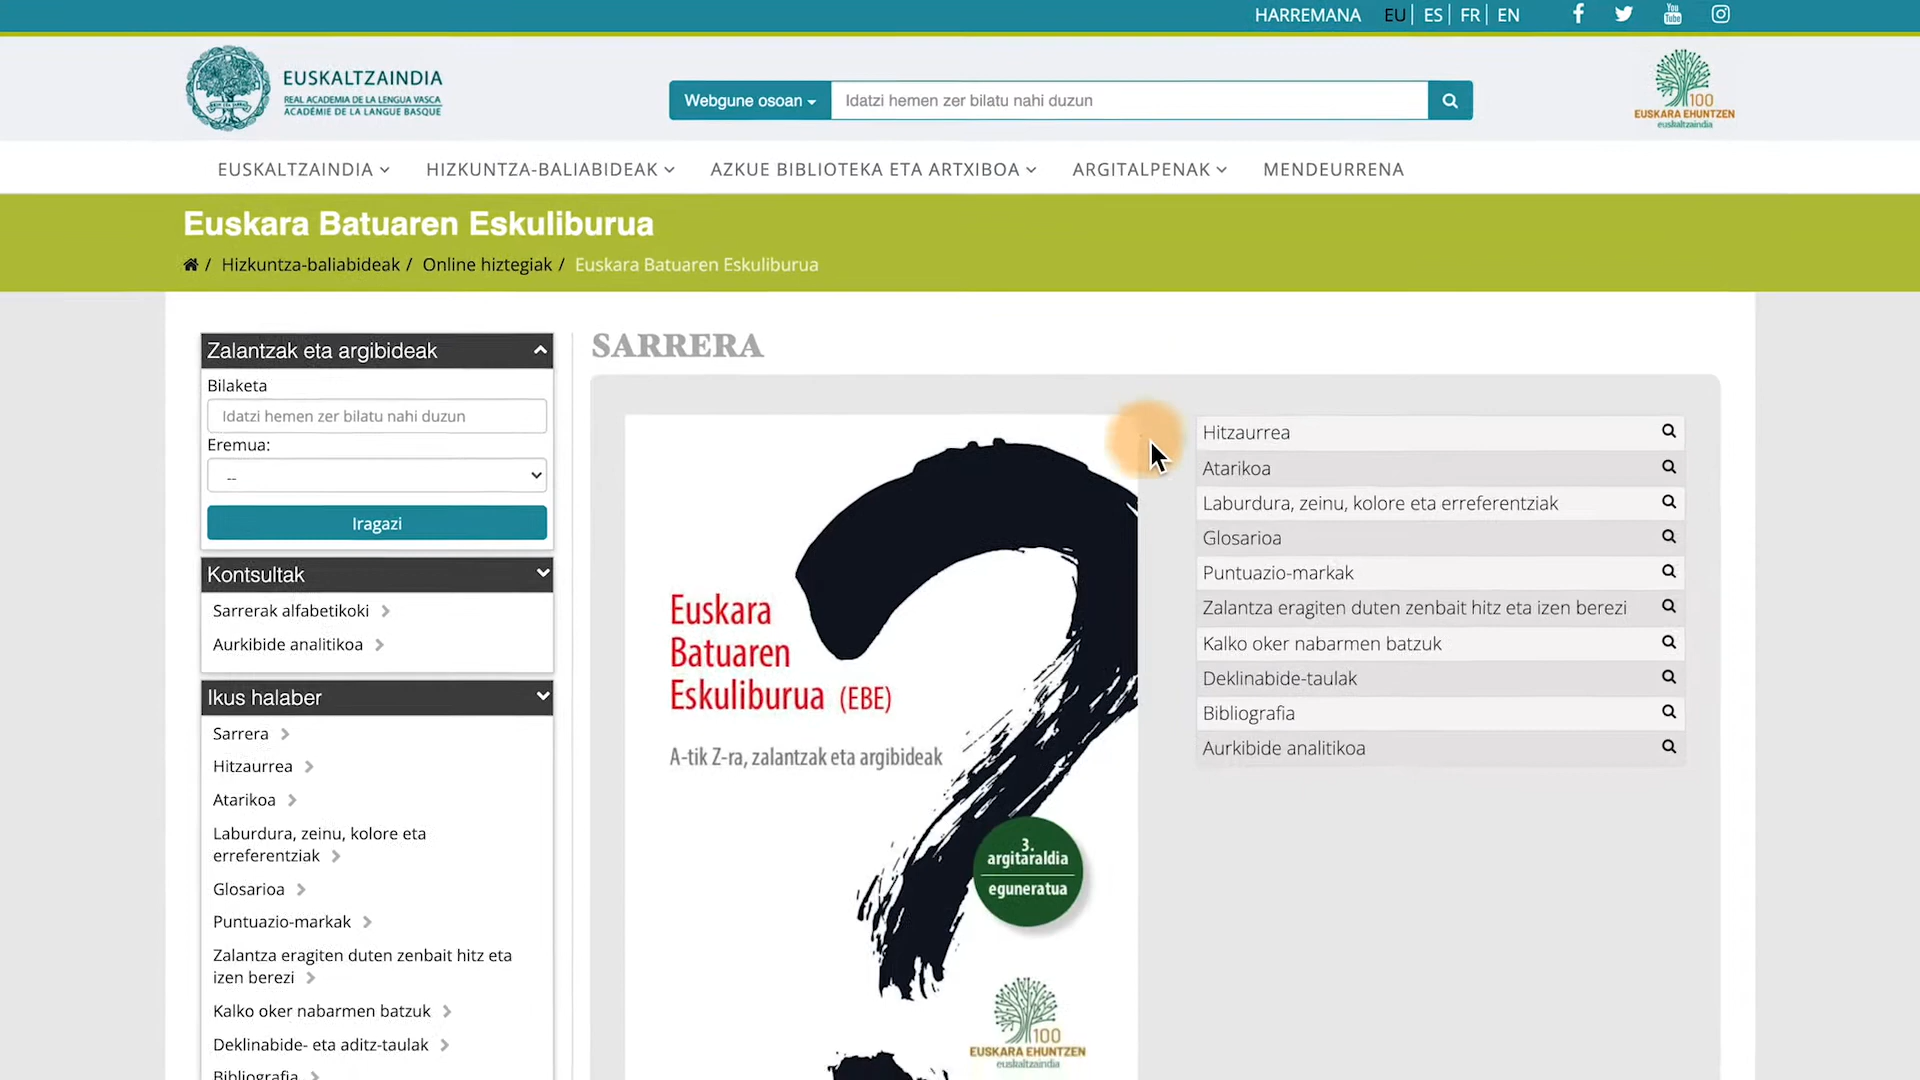 HARREMANA EU ES FR EN
You Tube
EUSKALTZAINDIA
REAL ACADEMIA DE LA LENGUA VASCA
ACADÉMIE DE LA LANGUE BASQUE
Webgune osoan
Idatzi hemen zer bilatu nahi duzun
100
EUSKARA EHUNTZEN
euskaltzaindia
EUSKALTZAINDIA HIZKUNTZA-BALIABIDEAK AZKUE BIBLIOTEKA ETA ARTXIBOA ARGITALPENAK MENDEURRENA
Euskara Batuaren Eskuliburua
/ Hizkuntza-baliabideak / Online hiztegiak / Euskara Batuaren Eskuliburua
Zalantzak eta argibideak
Bilaketa
Idatzi hemen zer bilatu nahi duzun
Eremua:
--
Iragazi
Kontsultak
Sarrerak alfabetikoki
Aurkibide analitikoa
Ikus halaber
Sarrera
Hitzaurrea
Atarikoa
Laburdura, zeinu, kolore eta
erreferentziak
Glosarioa
Puntuazio-markak
Zalantza eragiten duten zenbait hitz eta
izen berezi
Kalko oker nabarmen batzuk
Deklinabide- eta aditz-taulak
Bibliografia
SARRERA
Euskara
Batuaren
Eskuliburua (EBE)
A-tik Z-ra, zalantzak eta argibideak
3.
argitaraldia
eguneratua
100
EUSKARA EHUNTZEN
euskaltzaindia
Hitzaurrea
Atarikoa
Laburdura, zeinu, kolore eta erreferentziak
Glosarioa
Puntuazio-markak
Zalantza eragiten duten zenbait hitz eta izen berezi
Kalko oker nabarmen batzuk
Deklinabide-taulak
Bibliografia
Aurkibide analitikoa